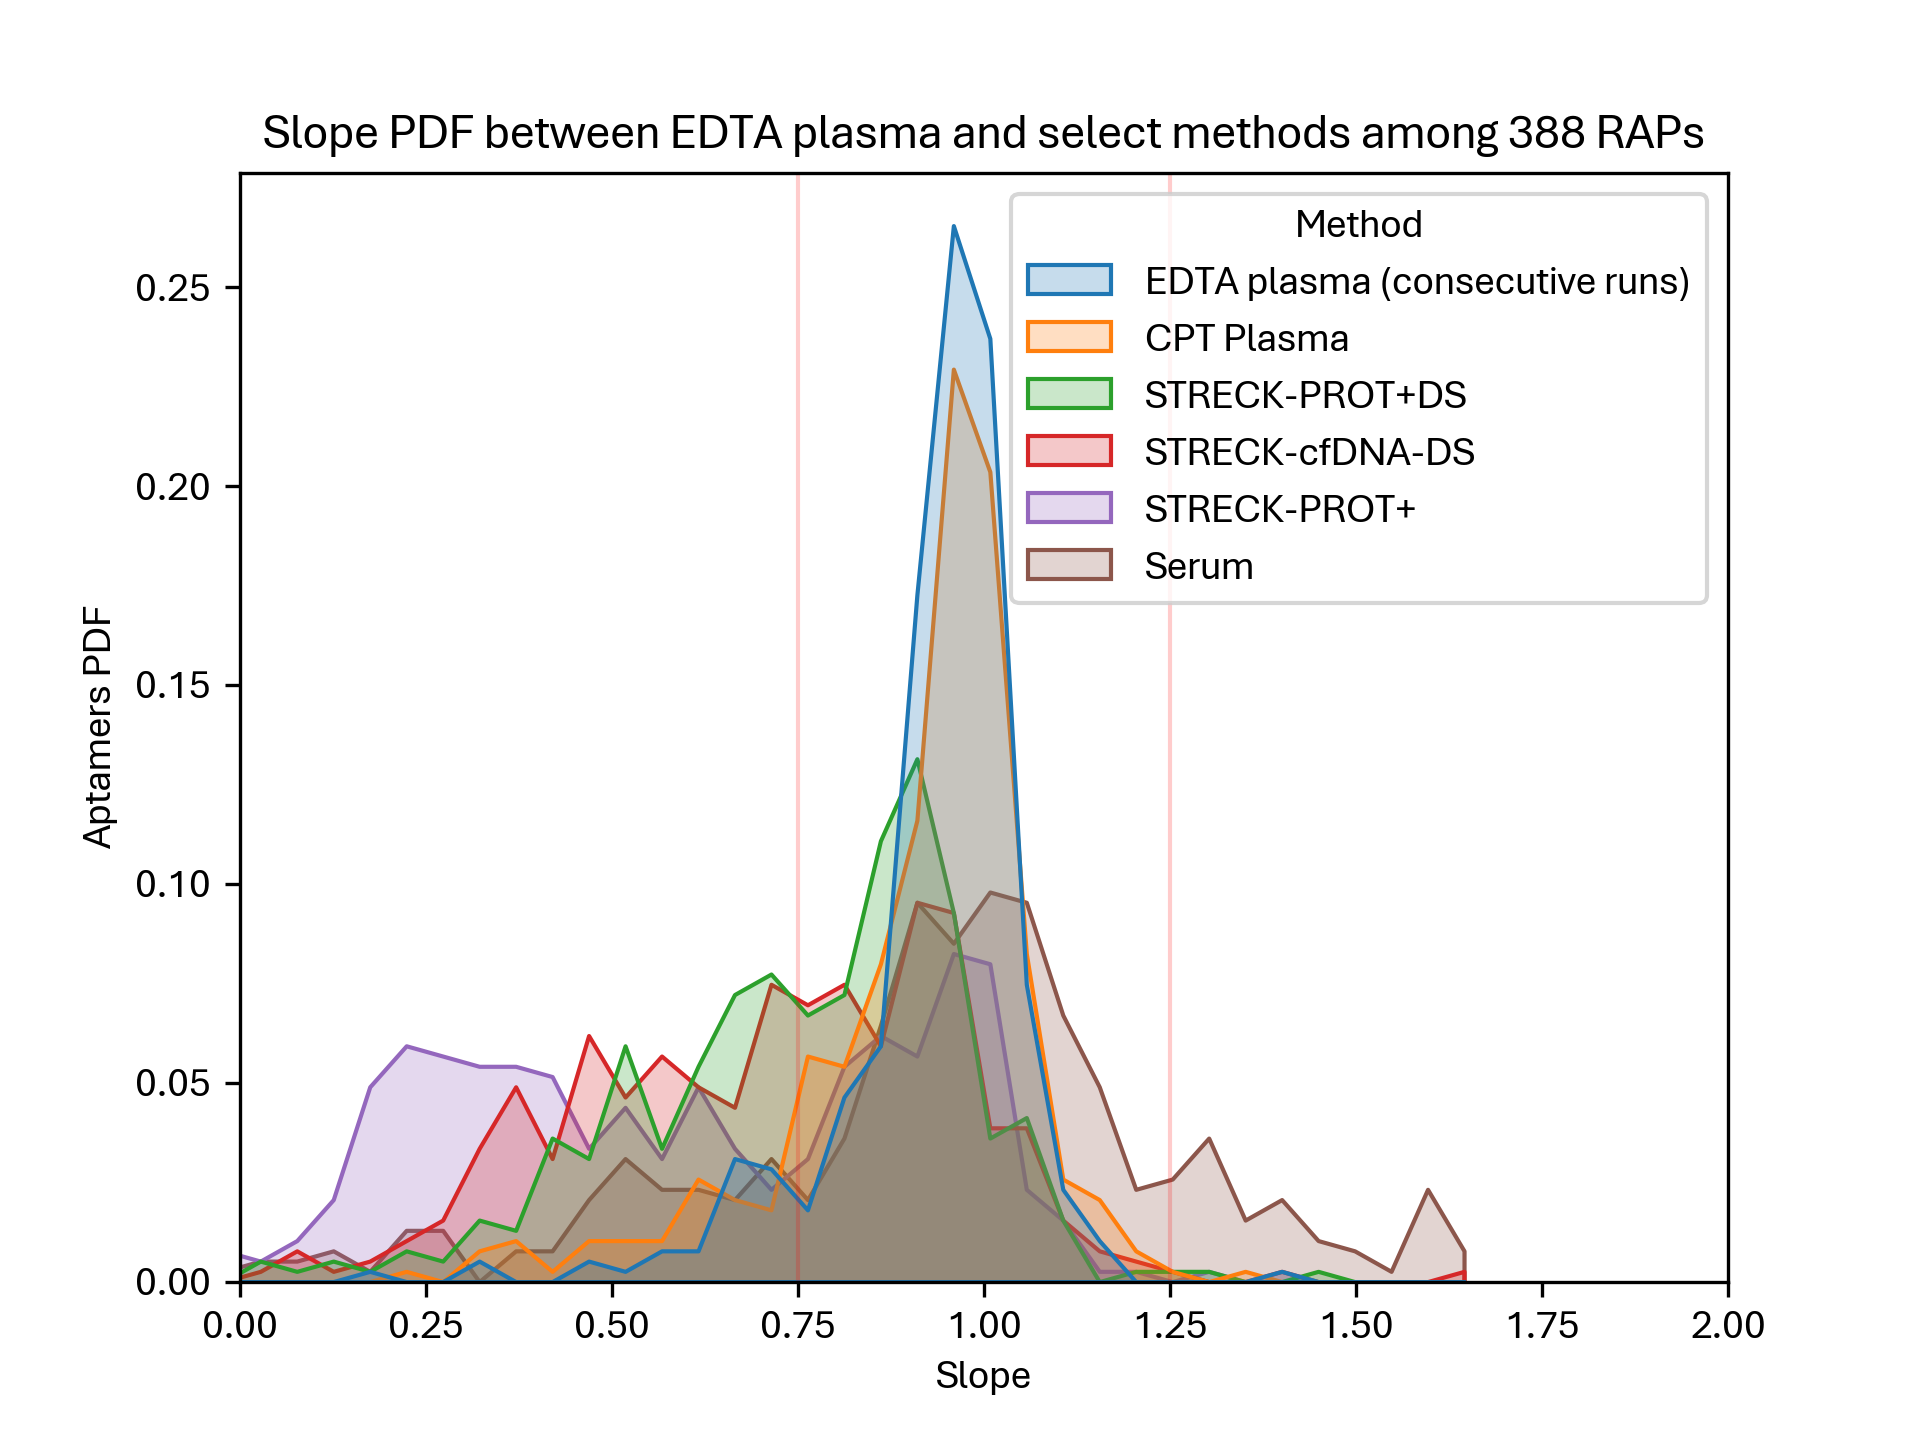 Slope PDF between EDTA plasma and select methods among 388 RAPs
Method
EDTA plasma (consecutive runs)
CPT Plasma
STRECK-PROT+DS
STRECK-cfDNA-DS
STRECK-PROT+
Serum
Aptamers PDF
0.25
0.20
0.15
0.10
0.05
0.00
0.00 0.25 0.50 0.75 1.00 1.25 1.50 1.75 2.00
Slope